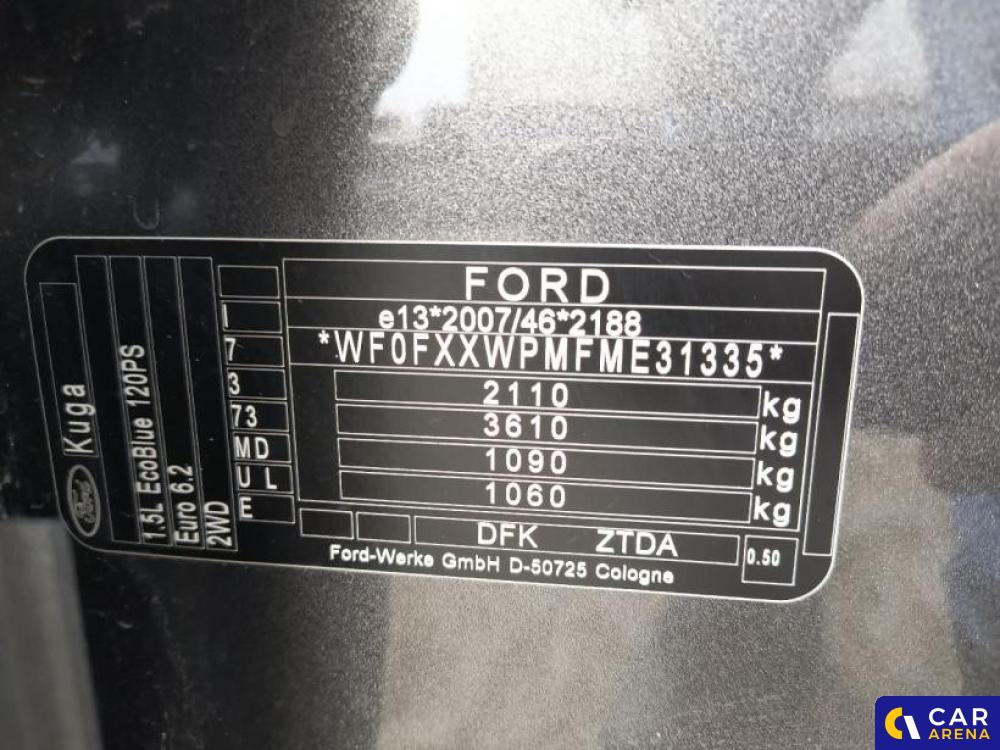 FORD
e13*2007/46*2188
*WF0FXXWPMFME31335*
2110 kg
3610 kg
1090 kg
1060 kg
DFK ZTDA
0.50
Ford-Werke GmbH D-50725 Cologne
I
7
3
73
MD
U L
E
Ford Kuga
1.5L EcoBlue 120PS
Euro 6.2
2WD
CAR
ARENA